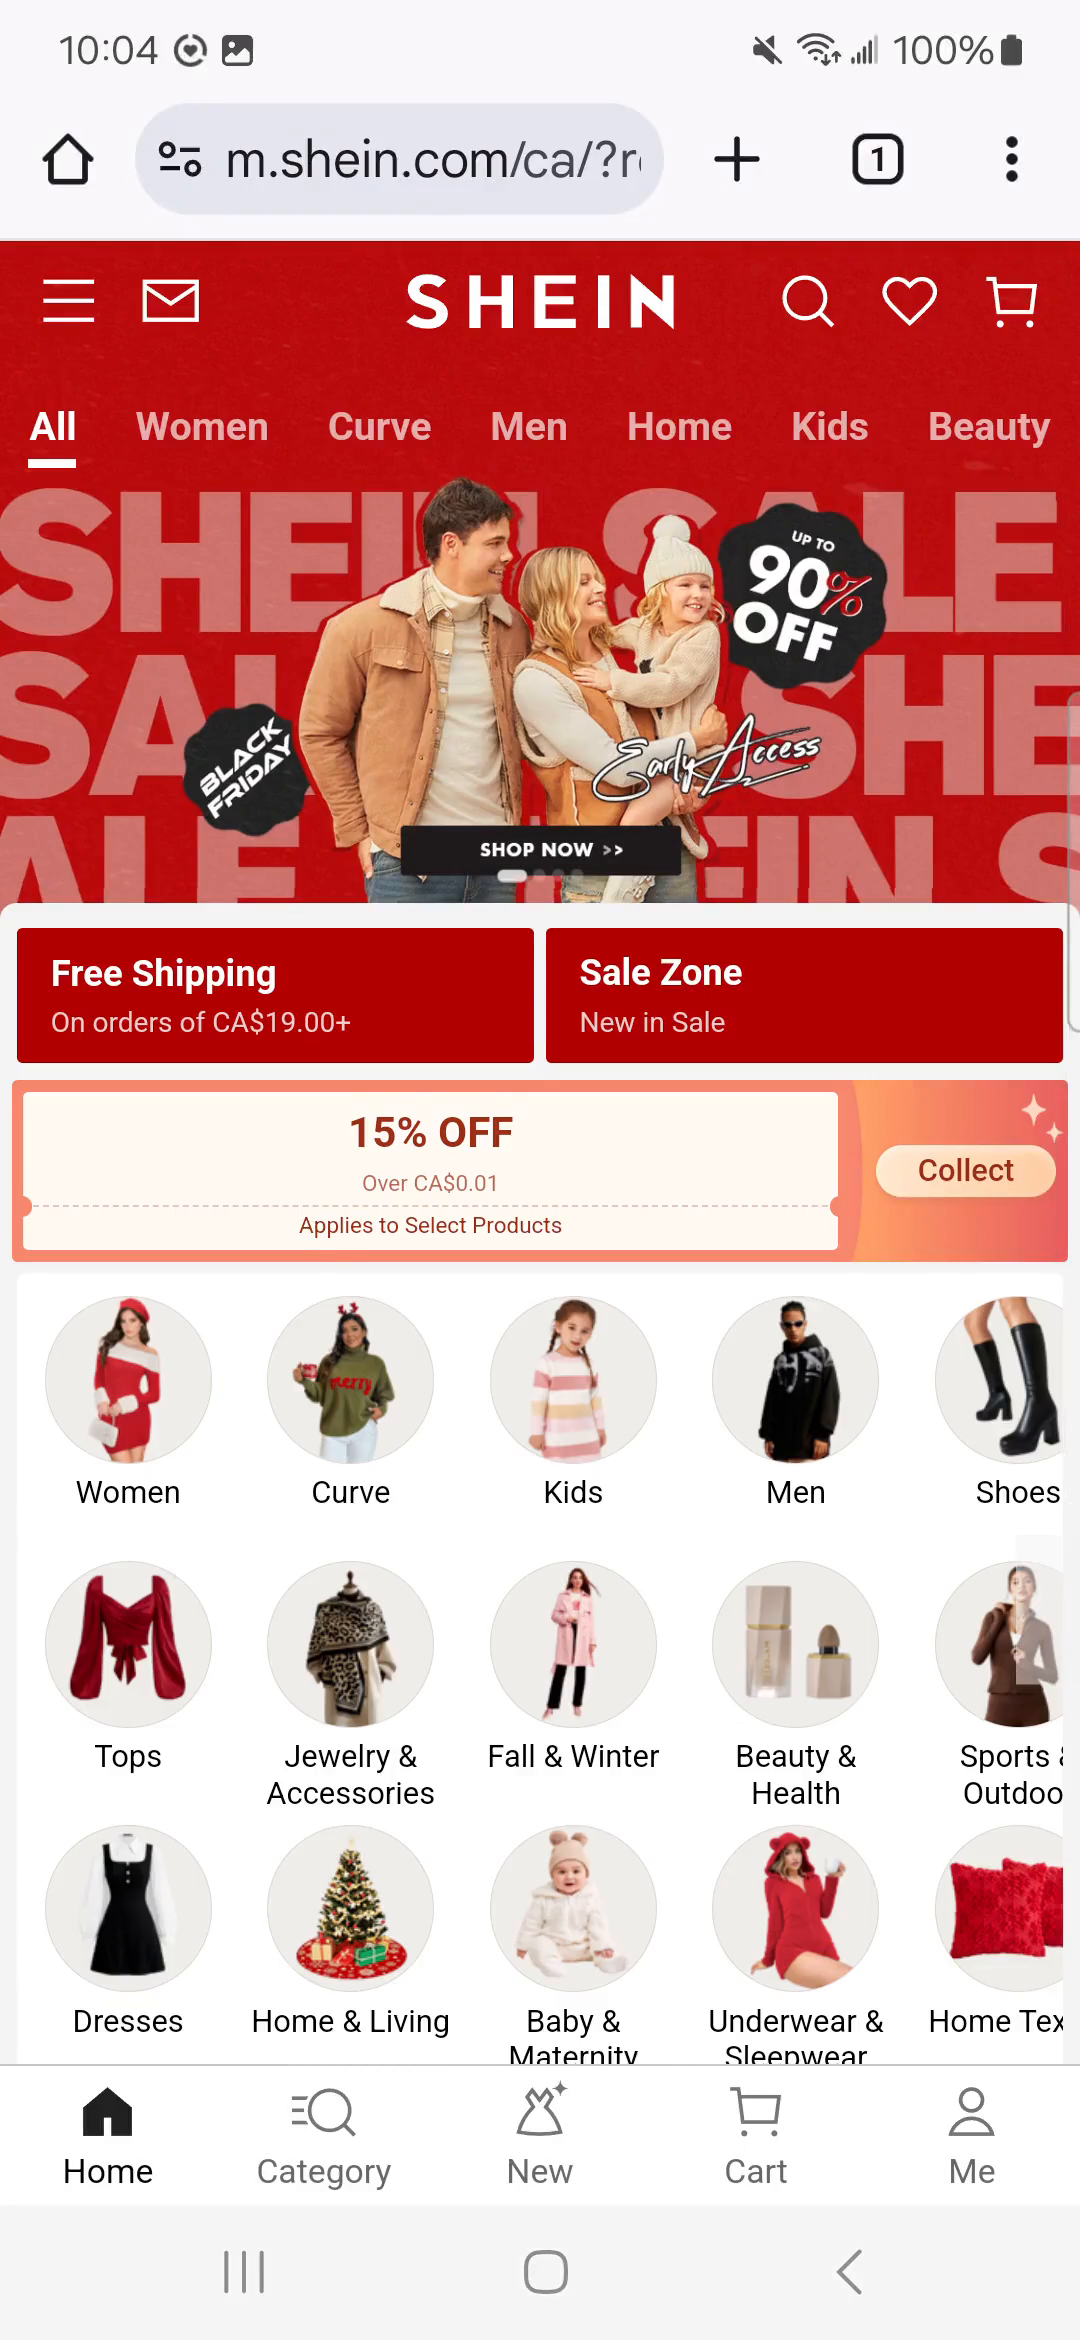 10:04 100%
m.shein.com/ca/?r
1
SHEIN
All Women Curve Men Home Kids Beauty
SHEIN SALE
UP TO
90%
OFF
SALE SHE
BLACK
FRIDAY
Early Access
ALE EIN S
SHOP NOW >>
Free Shipping
On orders of CA$19.00+
Sale Zone
New in Sale
15% OFF
Over CA$0.01
Applies to Select Products
Collect
Women Curve Kids Men Shoes
Tops Jewelry & Accessories Fall & Winter Beauty & Health Sports & Outdoo
Dresses Home & Living Baby & Maternity Underwear & Sleepwear Home Tex
Home Category New Cart Me